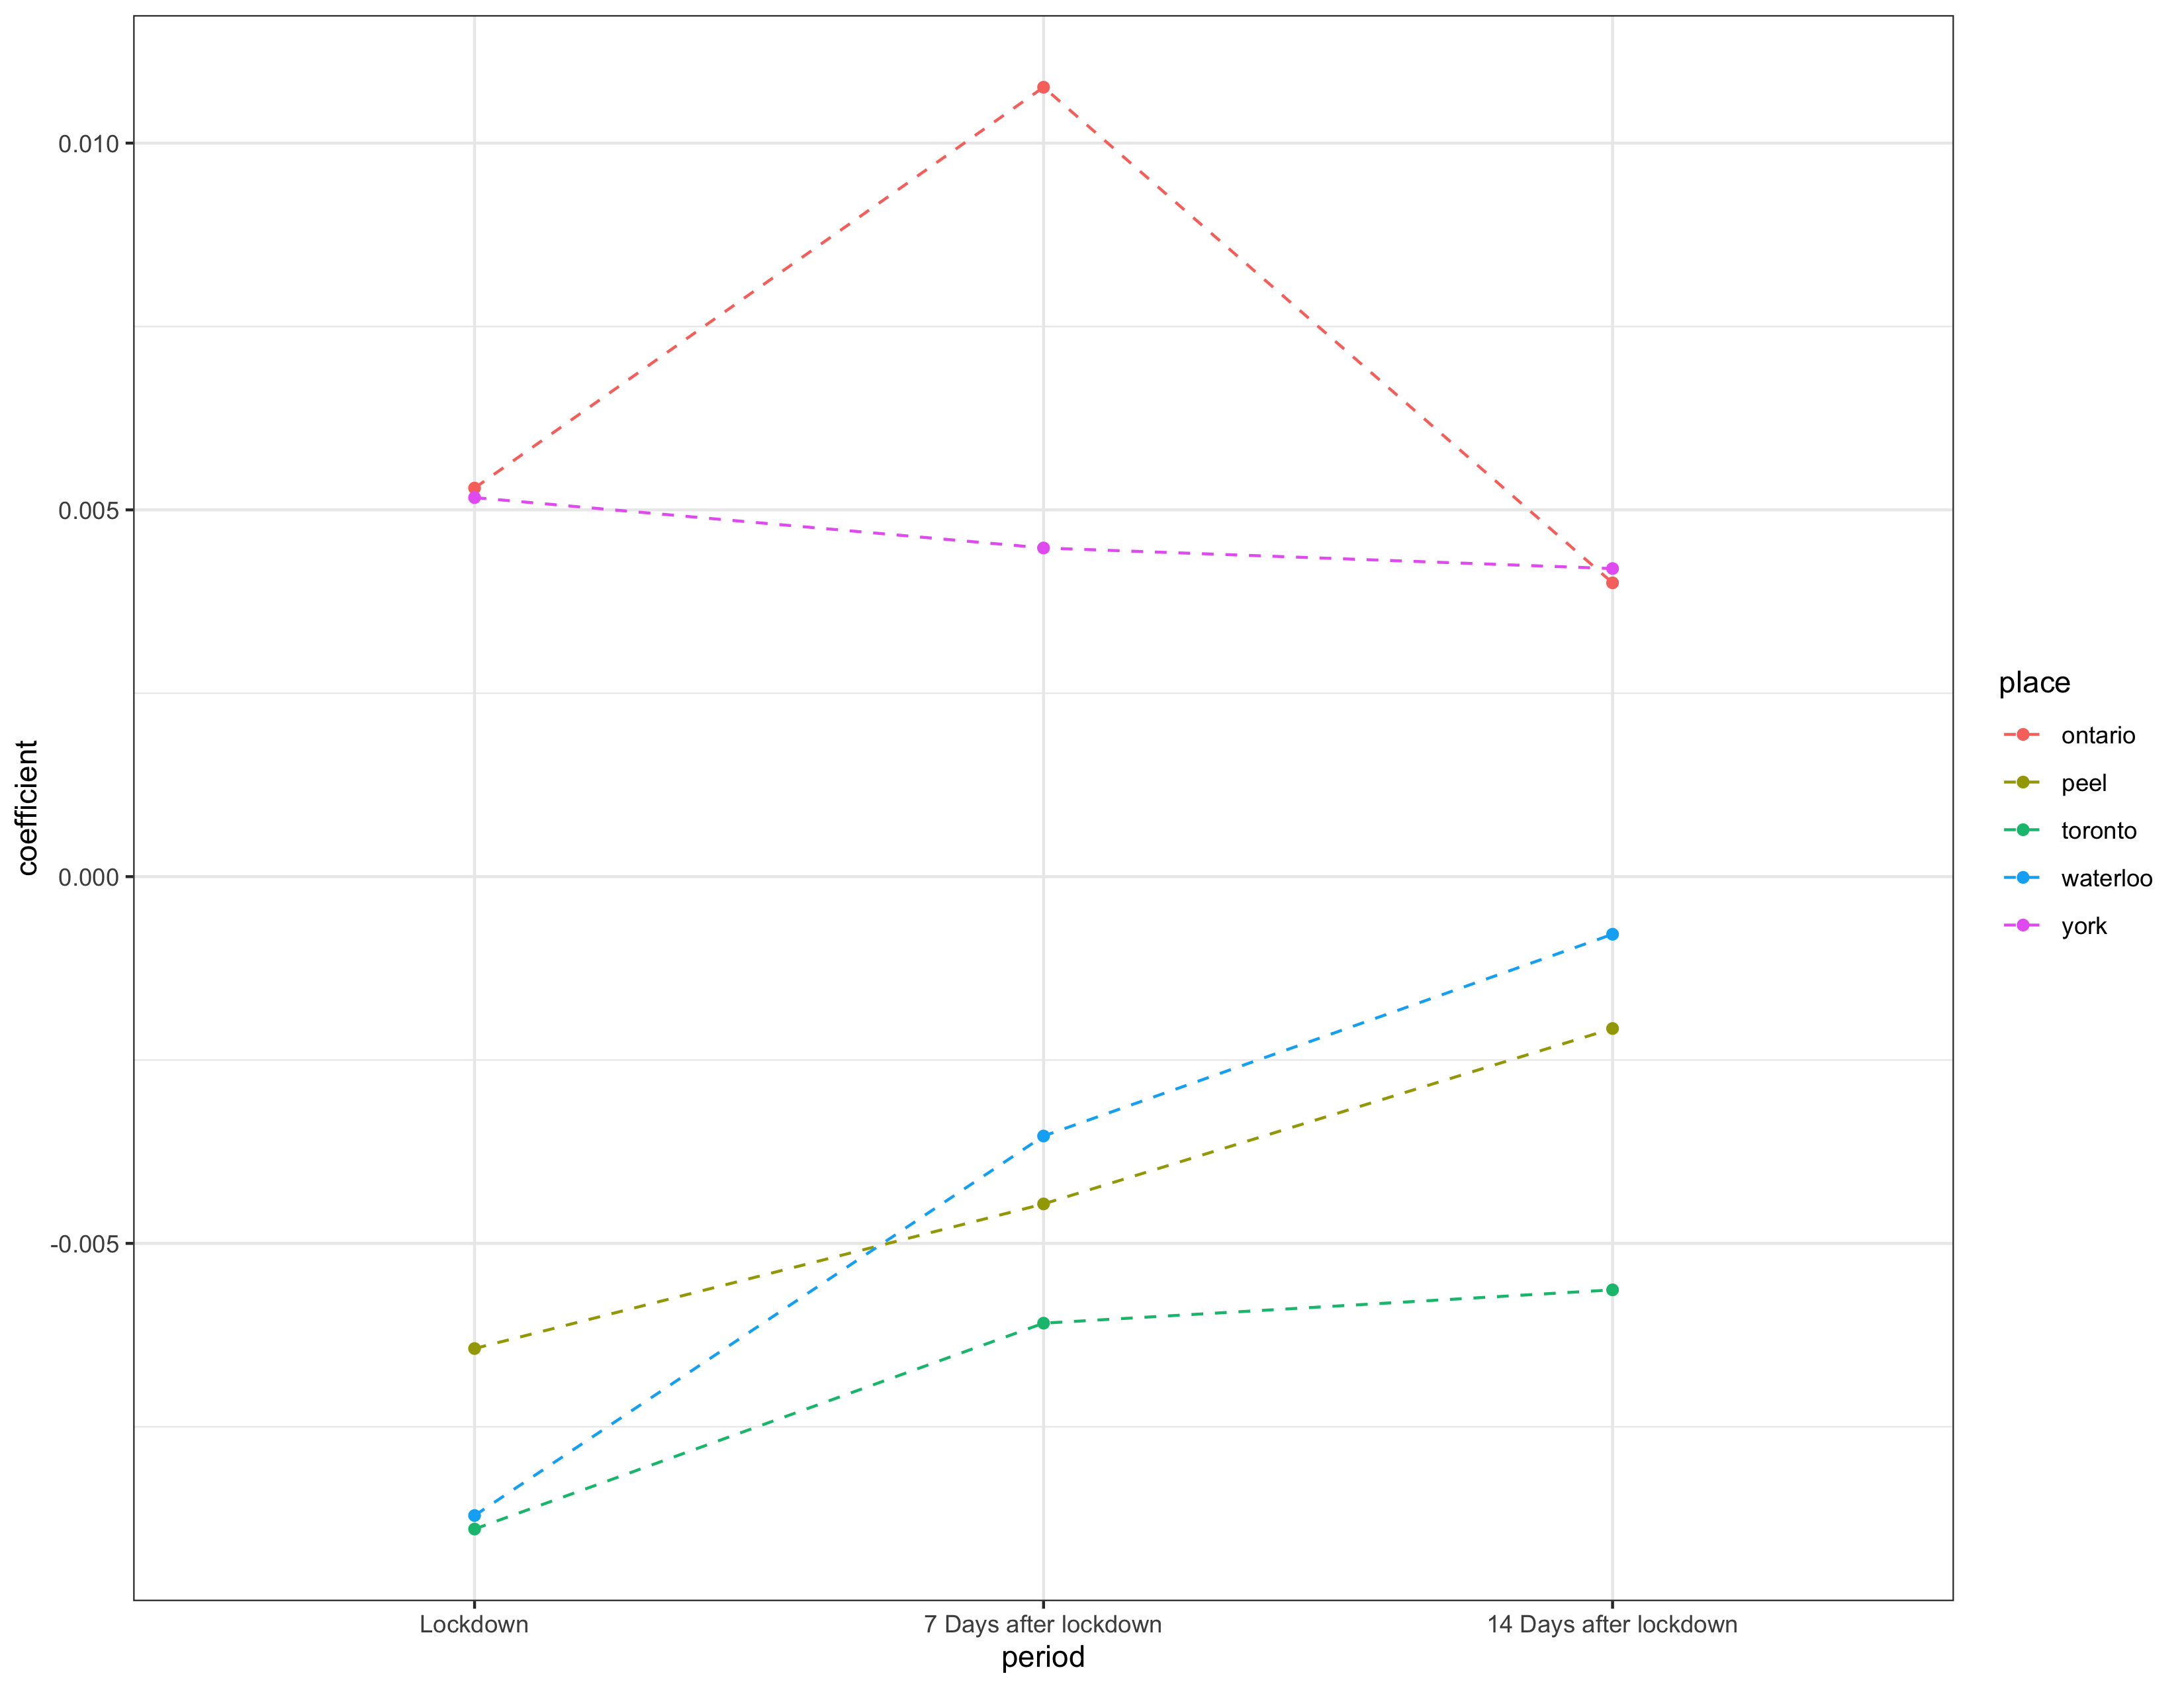 coefficient
0.010
0.005
0.000
-0.005
Lockdown
7 Days after lockdown
14 Days after lockdown
period
place
ontario
peel
toronto
waterloo
york